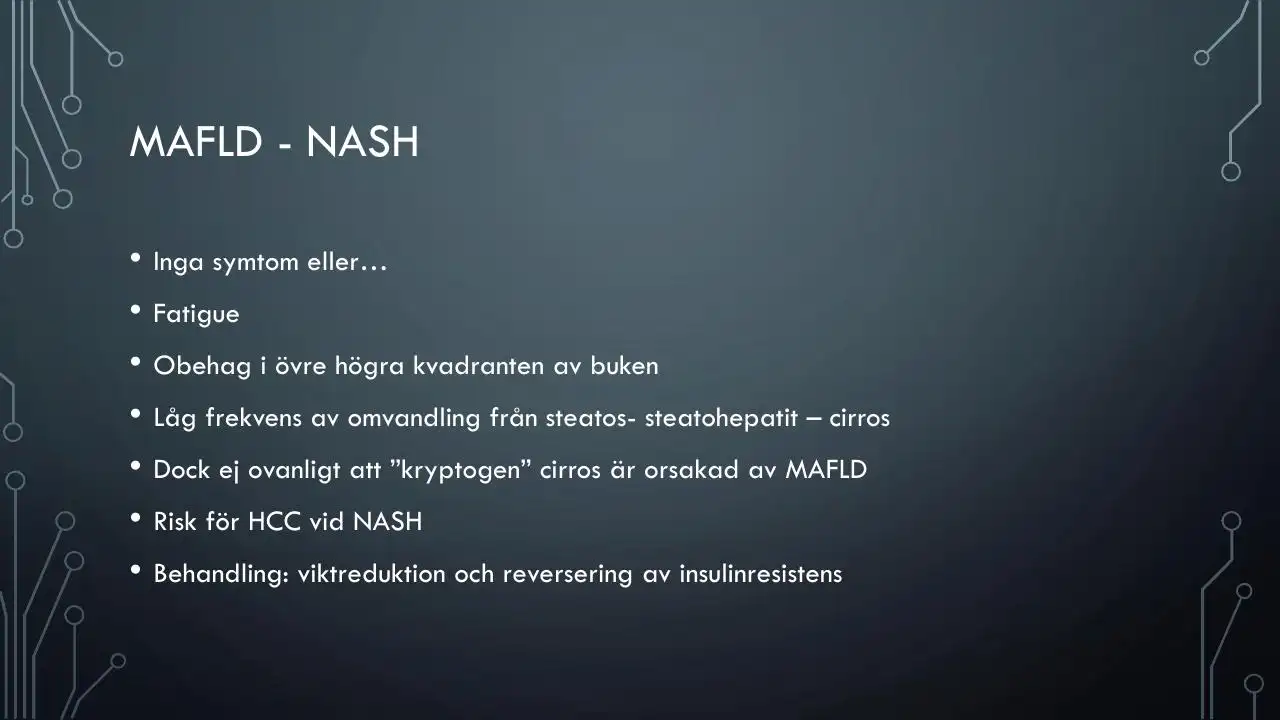 MAFLD - NASH
• Inga symtom eller…
• Fatigue
• Obehag i övre högra kvadranten av buken
• Låg frekvens av omvandling från steatos- steatohepatit – cirros
• Dock ej ovanligt att ”kryptogen” cirros är orsakad av MAFLD
• Risk för HCC vid NASH
• Behandling: viktreduktion och reversering av insulinresistens